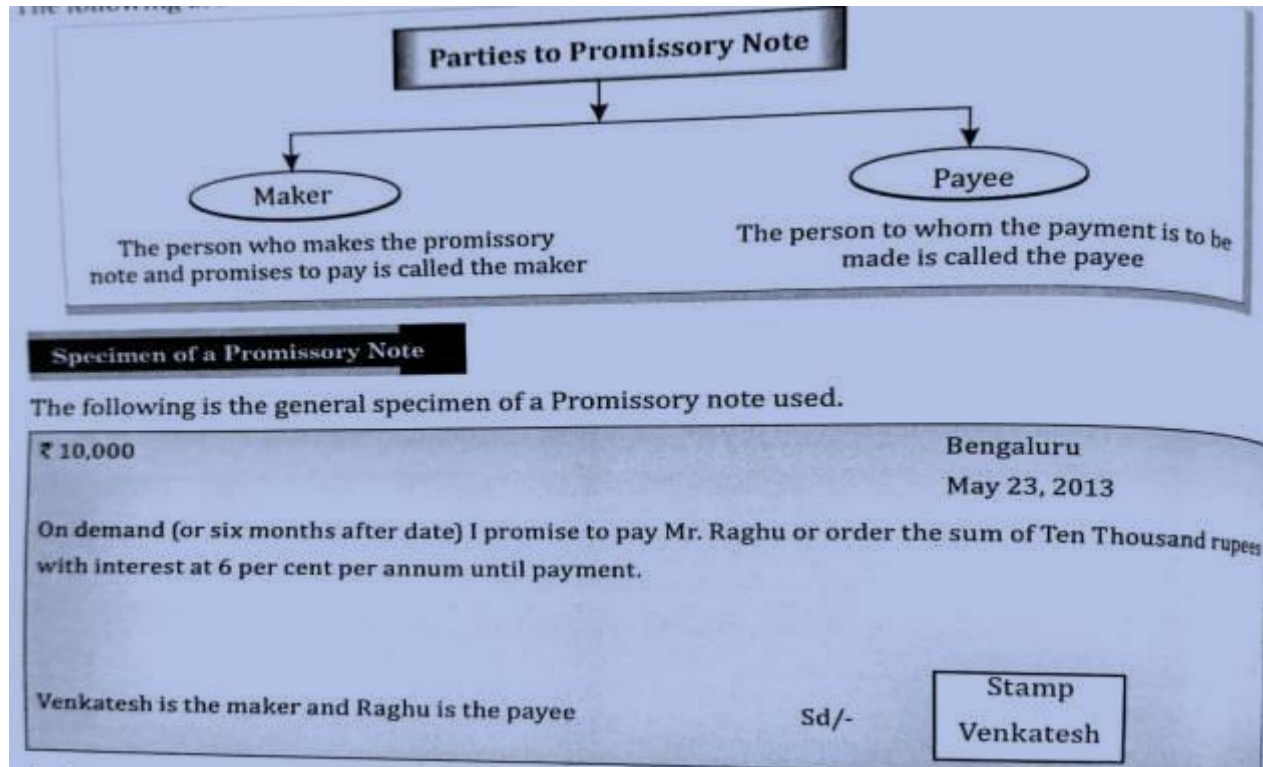 The following
Parties to Promissory Note
Maker
The person who makes the promissory
note and promises to pay is called the maker
Payee
The person to whom the payment is to be
made is called the payee
Specimen of a Promissory Note
The following is the general specimen of a Promissory note used.
₹ 10,000
Bengaluru
May 23, 2013
On demand (or six months after date) I promise to pay Mr. Raghu or order the sum of Ten Thousand rupees
with interest at 6 per cent per annum until payment.
Venkatesh is the maker and Raghu is the payee
Sd/-
Stamp
Venkatesh